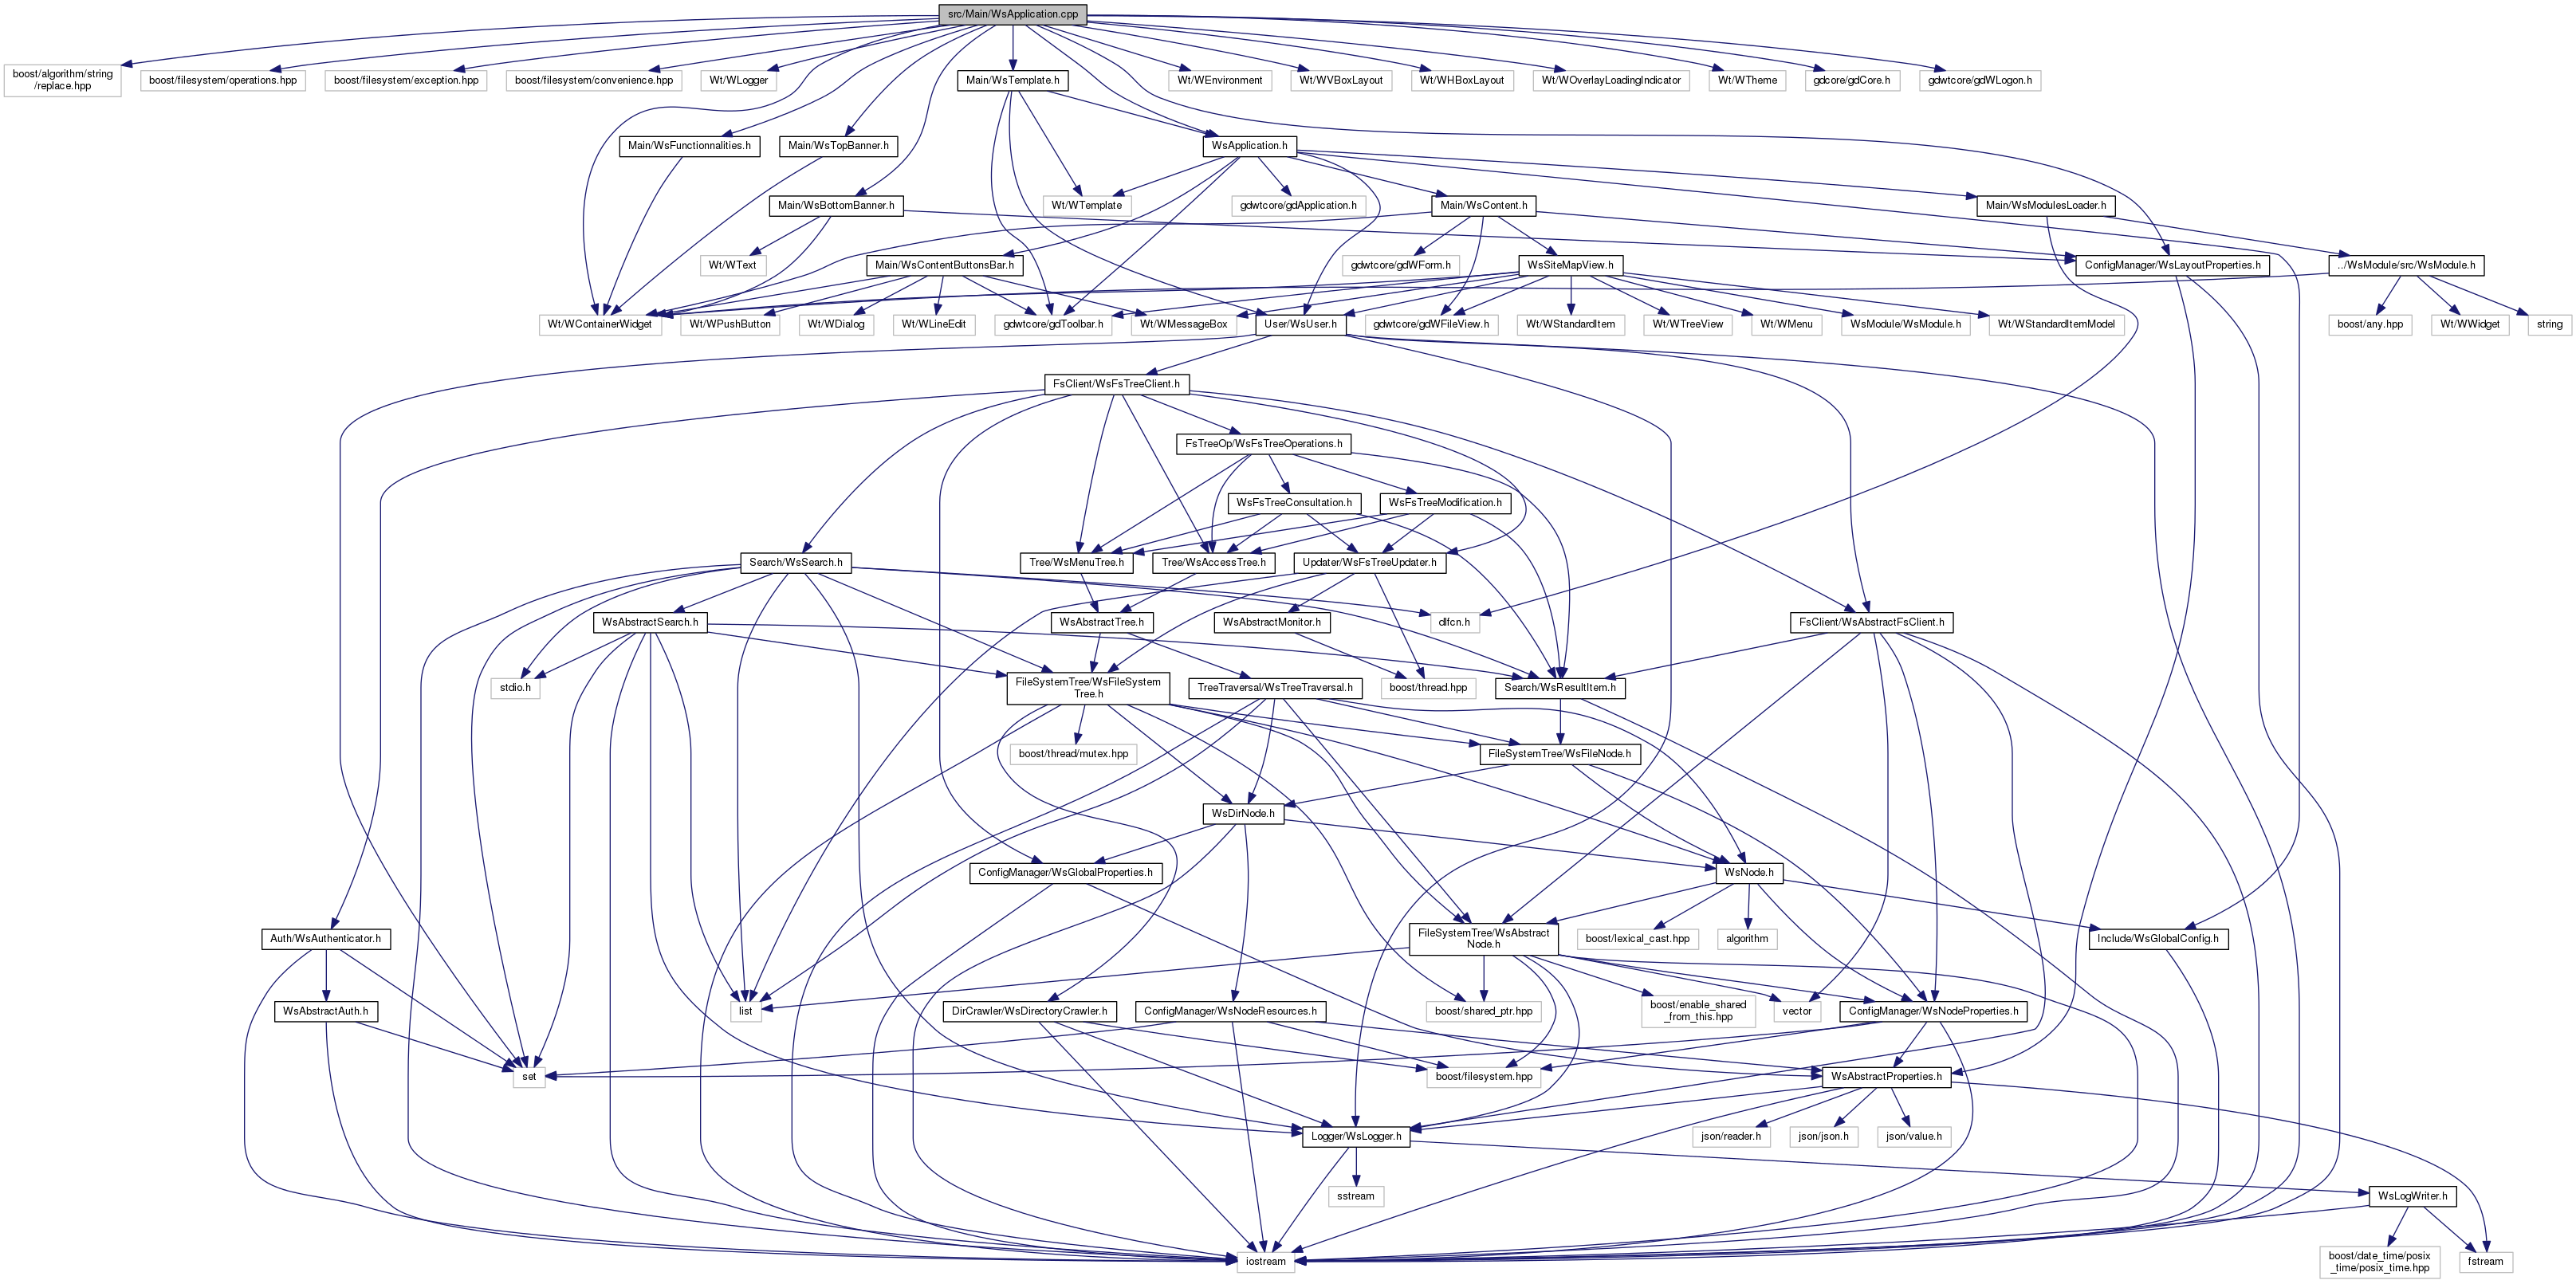 src/Main/WsApplication.cpp
boost/algorithm/string
/replace.hpp
boost/filesystem/operations.hpp
boost/filesystem/exception.hpp
boost/filesystem/convenience.hpp
Wt/WLogger
Main/WsTemplate.h
Wt/WEnvironment
Wt/WVBoxLayout
Wt/WHBoxLayout
Wt/WOverlayLoadingIndicator
Wt/WTheme
gdcore/gdCore.h
gdwtcore/gdWLogon.h
Main/WsFunctionnalities.h
Main/WsTopBanner.h
WsApplication.h
Main/WsBottomBanner.h
Wt/WTemplate
gdwtcore/gdApplication.h
Main/WsContent.h
Main/WsModulesLoader.h
Wt/WText
Main/WsContentButtonsBar.h
gdwtcore/gdWForm.h
WsSiteMapView.h
ConfigManager/WsLayoutProperties.h
../WsModule/src/WsModule.h
Wt/WContainerWidget
Wt/WPushButton
Wt/WDialog
Wt/WLineEdit
gdwtcore/gdToolbar.h
Wt/WMessageBox
User/WsUser.h
gdwtcore/gdWFileView.h
Wt/WStandardItem
Wt/WTreeView
Wt/WMenu
WsModule/WsModule.h
Wt/WStandardItemModel
boost/any.hpp
Wt/WWidget
string
FsClient/WsFsTreeClient.h
FsTreeOp/WsFsTreeOperations.h
WsFsTreeConsultation.h
WsFsTreeModification.h
Search/WsSearch.h
Tree/WsMenuTree.h
Tree/WsAccessTree.h
Updater/WsFsTreeUpdater.h
WsAbstractSearch.h
dlfcn.h
WsAbstractTree.h
WsAbstractMonitor.h
FsClient/WsAbstractFsClient.h
stdio.h
FileSystemTree/WsFileSystem
Tree.h
TreeTraversal/WsTreeTraversal.h
boost/thread.hpp
Search/WsResultItem.h
boost/thread/mutex.hpp
FileSystemTree/WsFileNode.h
WsDirNode.h
ConfigManager/WsGlobalProperties.h
WsNode.h
Auth/WsAuthenticator.h
FileSystemTree/WsAbstract
Node.h
boost/lexical_cast.hpp
algorithm
Include/WsGlobalConfig.h
WsAbstractAuth.h
list
DirCrawler/WsDirectoryCrawler.h
ConfigManager/WsNodeResources.h
boost/shared_ptr.hpp
boost/enable_shared
_from_this.hpp
vector
ConfigManager/WsNodeProperties.h
set
boost/filesystem.hpp
WsAbstractProperties.h
Logger/WsLogger.h
json/reader.h
json/json.h
json/value.h
sstream
WsLogWriter.h
iostream
boost/date_time/posix
_time/posix_time.hpp
fstream